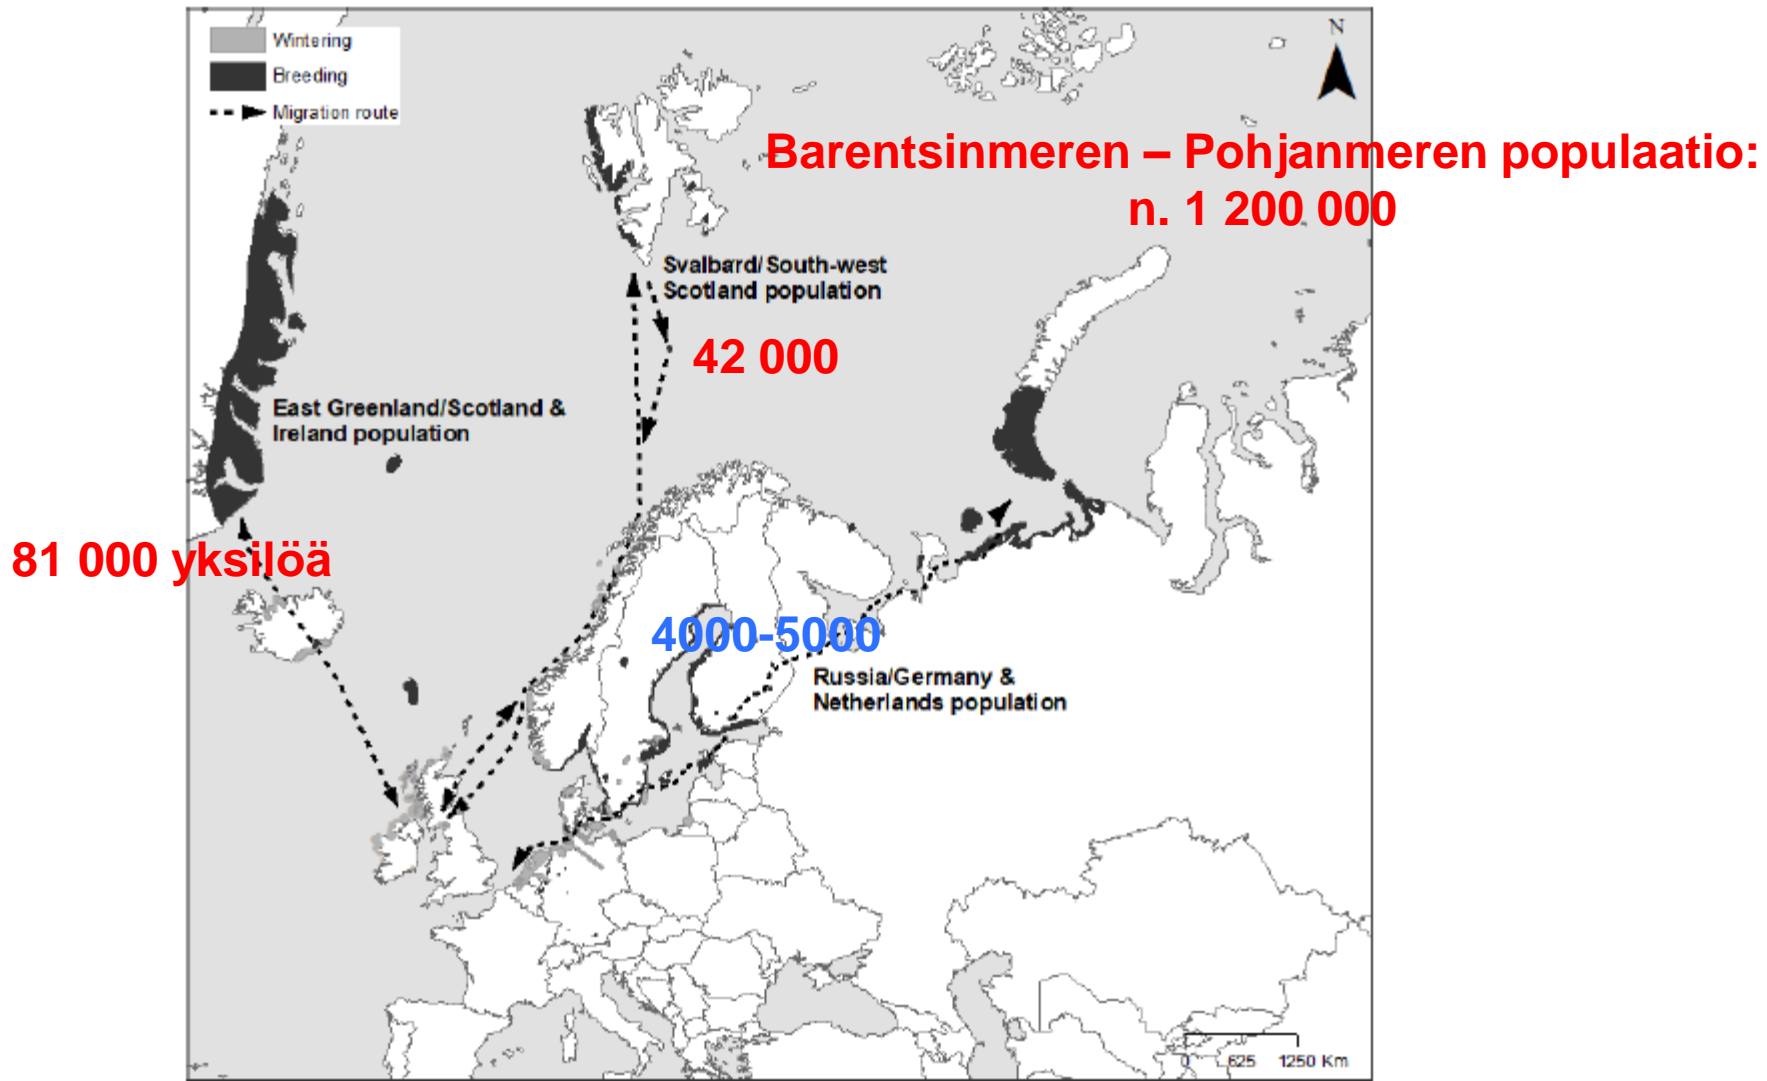 Wintering
Breeding
Migration route
N
Barentsinmeren – Pohjanmeren populaatio:
n. 1 200 000
Svalbard/South-west
Scotland population
42 000
East Greenland/Scotland &
Ireland population
81 000 yksilöä
4000-5000
Russia/Germany &
Netherlands population
0 625 1250 Km